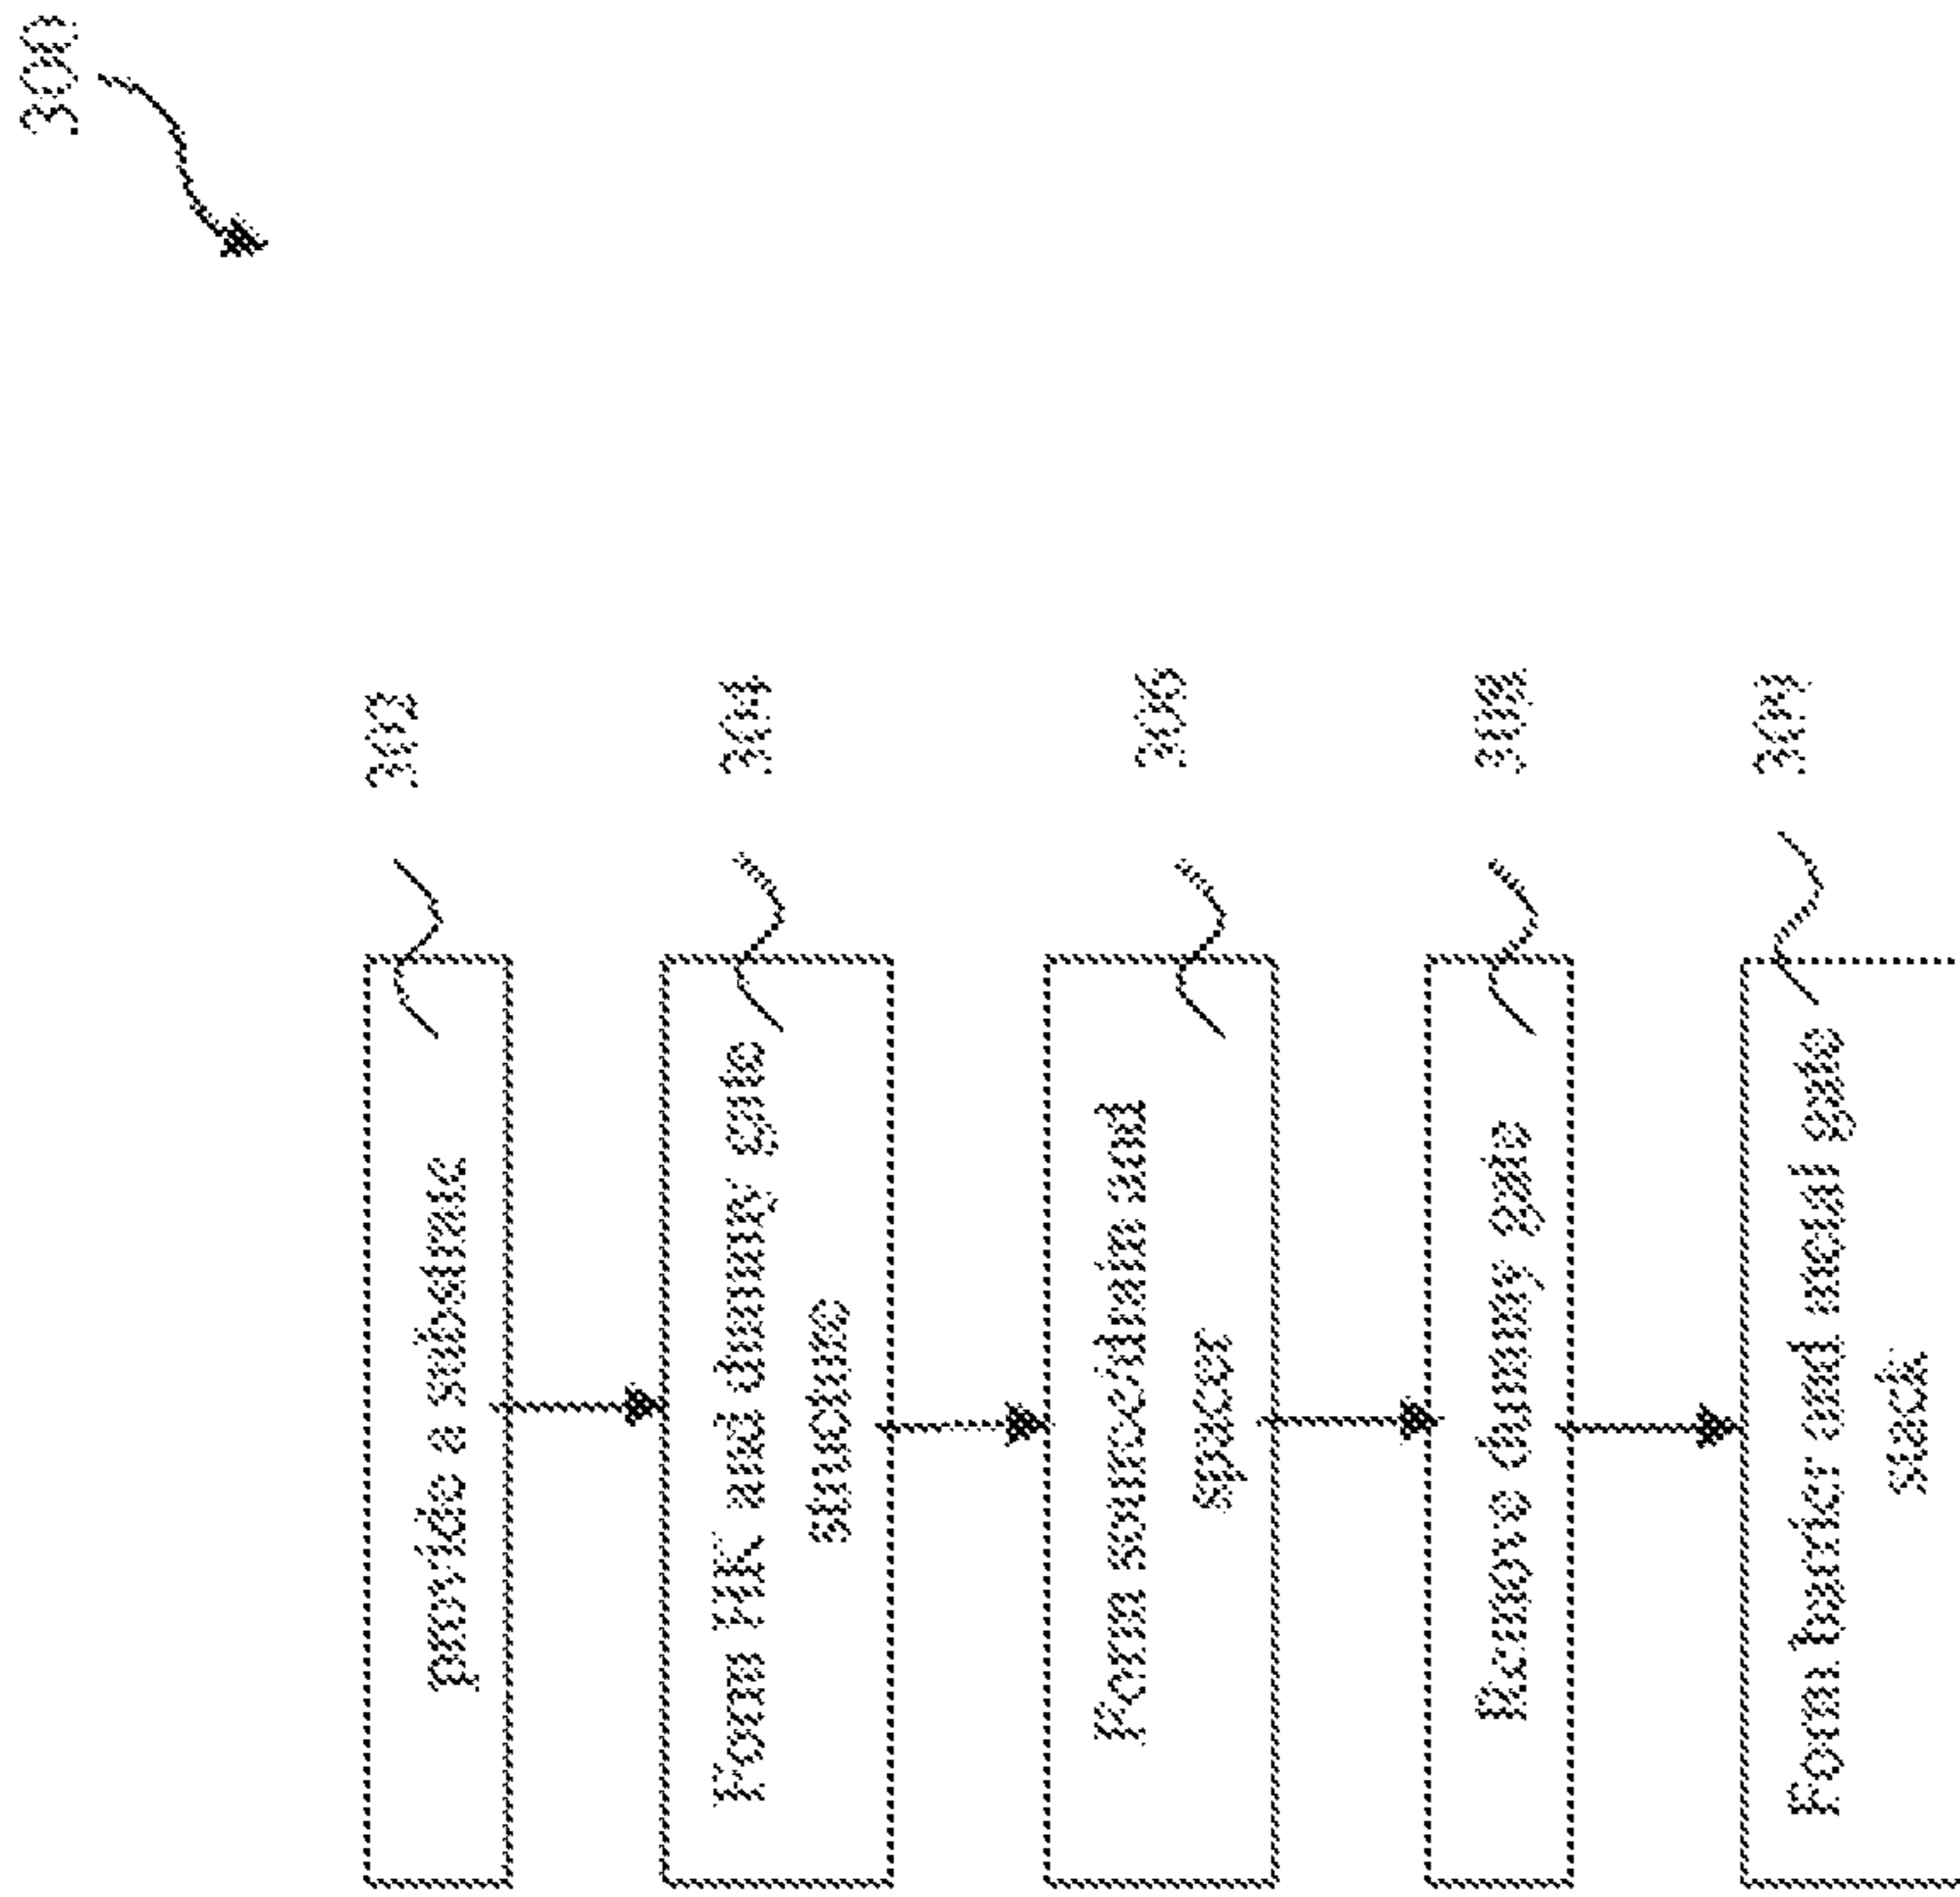 300
provide a substrate
302
Form HK and dummy gate
structure
304
Form source/drain and
spacer
306
Remove dummy gate
308
Form barrier and metal gate
stack